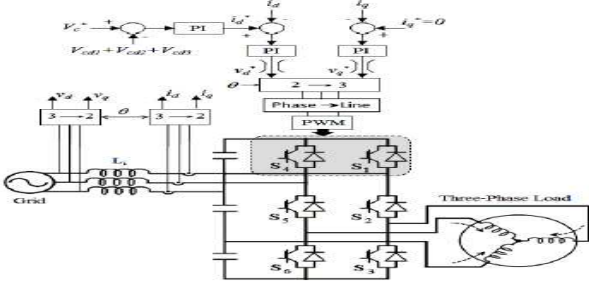 i_d i_q
V_c* + - PI i_d* + - + - i_q*=0
V_cd1+V_cd2+V_cd3
PI PI
v_d* v_q*
θ 2 → 3
Phase → Line
PWM
v_d v_q i_d i_q
3 → 2 θ 3 → 2
L_s
S_4 S_1
Grid
S_5 S_2
Three-Phase Load
S_6 S_3